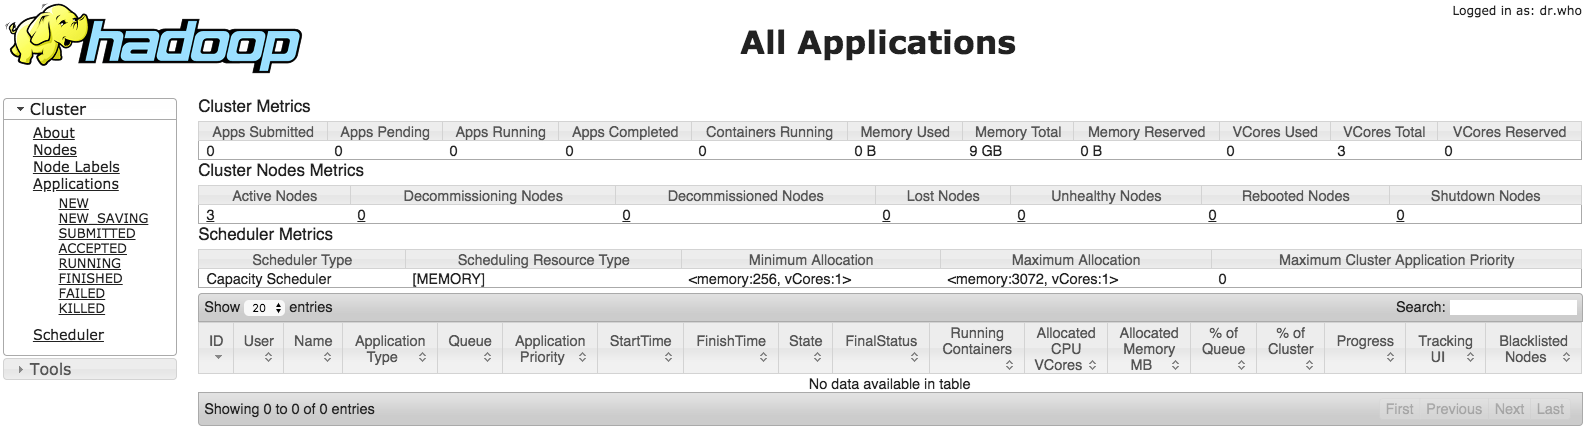 Logged in as: dr.who
hadoop
All Applications
Cluster
About
Nodes
Node Labels
Applications
NEW
NEW_SAVING
SUBMITTED
ACCEPTED
RUNNING
FINISHED
FAILED
KILLED
Scheduler
Tools
Cluster Metrics
Apps Submitted Apps Pending Apps Running Apps Completed Containers Running Memory Used Memory Total Memory Reserved VCores Used VCores Total VCores Reserved
0 0 0 0 0 0 B 9 GB 0 B 0 3 0
Cluster Nodes Metrics
Active Nodes Decommissioning Nodes Decommissioned Nodes Lost Nodes Unhealthy Nodes Rebooted Nodes Shutdown Nodes
3 0 0 0 0 0 0
Scheduler Metrics
Scheduler Type Scheduling Resource Type Minimum Allocation Maximum Allocation Maximum Cluster Application Priority
Capacity Scheduler [MEMORY] <memory:256, vCores:1> <memory:3072, vCores:1> 0
Show 20 entries Search:
ID User Name Application Type Queue Application Priority StartTime FinishTime State FinalStatus Running Containers Allocated CPU VCores Allocated Memory MB % of Queue % of Cluster Progress Tracking UI Blacklisted Nodes
No data available in table
Showing 0 to 0 of 0 entries First Previous Next Last